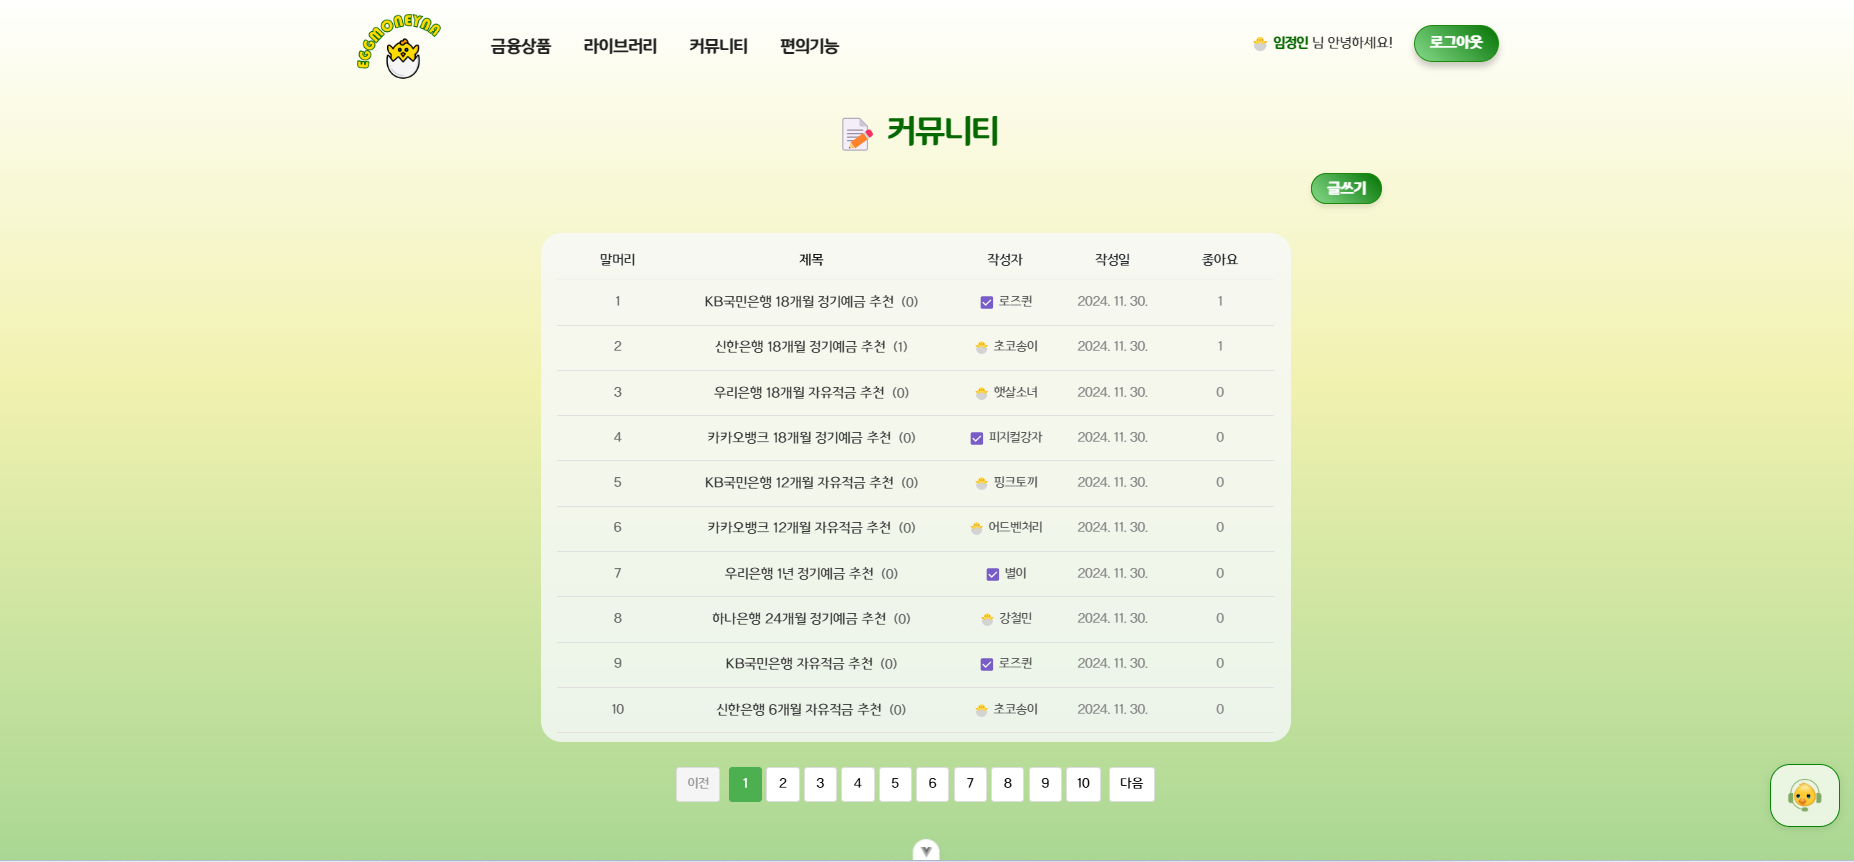 EGGMONEYNA
금융상품 라이브러리 커뮤니티 편의기능
임정인 님 안녕하세요! 로그아웃
커뮤니티
글쓰기
말머리 제목 작성자 작성일 좋아요
1 KB국민은행 18개월 정기예금 추천 (0) 로즈퀸 2024. 11. 30. 1
2 신한은행 18개월 정기예금 추천 (1) 초코송이 2024. 11. 30. 1
3 우리은행 18개월 자유적금 추천 (0) 햇살소녀 2024. 11. 30. 0
4 카카오뱅크 18개월 정기예금 추천 (0) 피지컬강자 2024. 11. 30. 0
5 KB국민은행 12개월 자유적금 추천 (0) 핑크토끼 2024. 11. 30. 0
6 카카오뱅크 12개월 자유적금 추천 (0) 어드벤처리 2024. 11. 30. 0
7 우리은행 1년 정기예금 추천 (0) 별이 2024. 11. 30. 0
8 하나은행 24개월 정기예금 추천 (0) 강철민 2024. 11. 30. 0
9 KB국민은행 자유적금 추천 (0) 로즈퀸 2024. 11. 30. 0
10 신한은행 6개월 자유적금 추천 (0) 초코송이 2024. 11. 30. 0
이전 1 2 3 4 5 6 7 8 9 10 다음